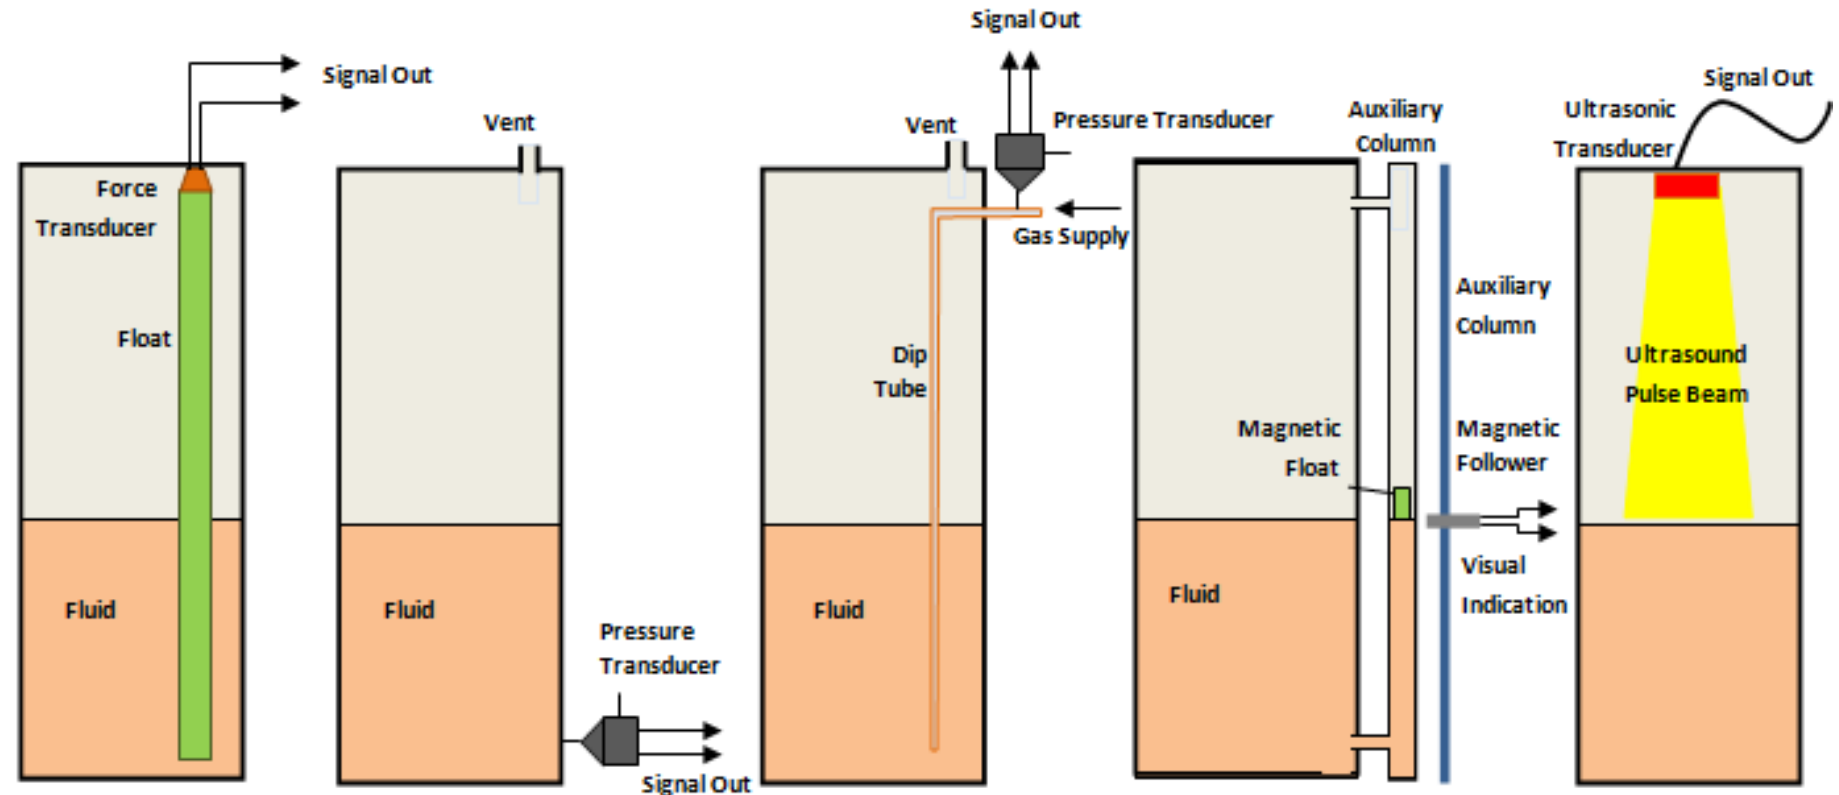 Signal Out
Force
Transducer
Float
Fluid
Vent
Fluid
Pressure
Transducer
Signal Out
Signal Out
Vent
Pressure Transducer
Gas Supply
Dip
Tube
Fluid
Auxiliary
Column
Magnetic
Float
Fluid
Auxiliary
Column
Magnetic
Follower
Visual
Indication
Signal Out
Ultrasonic
Transducer
Ultrasound
Pulse Beam